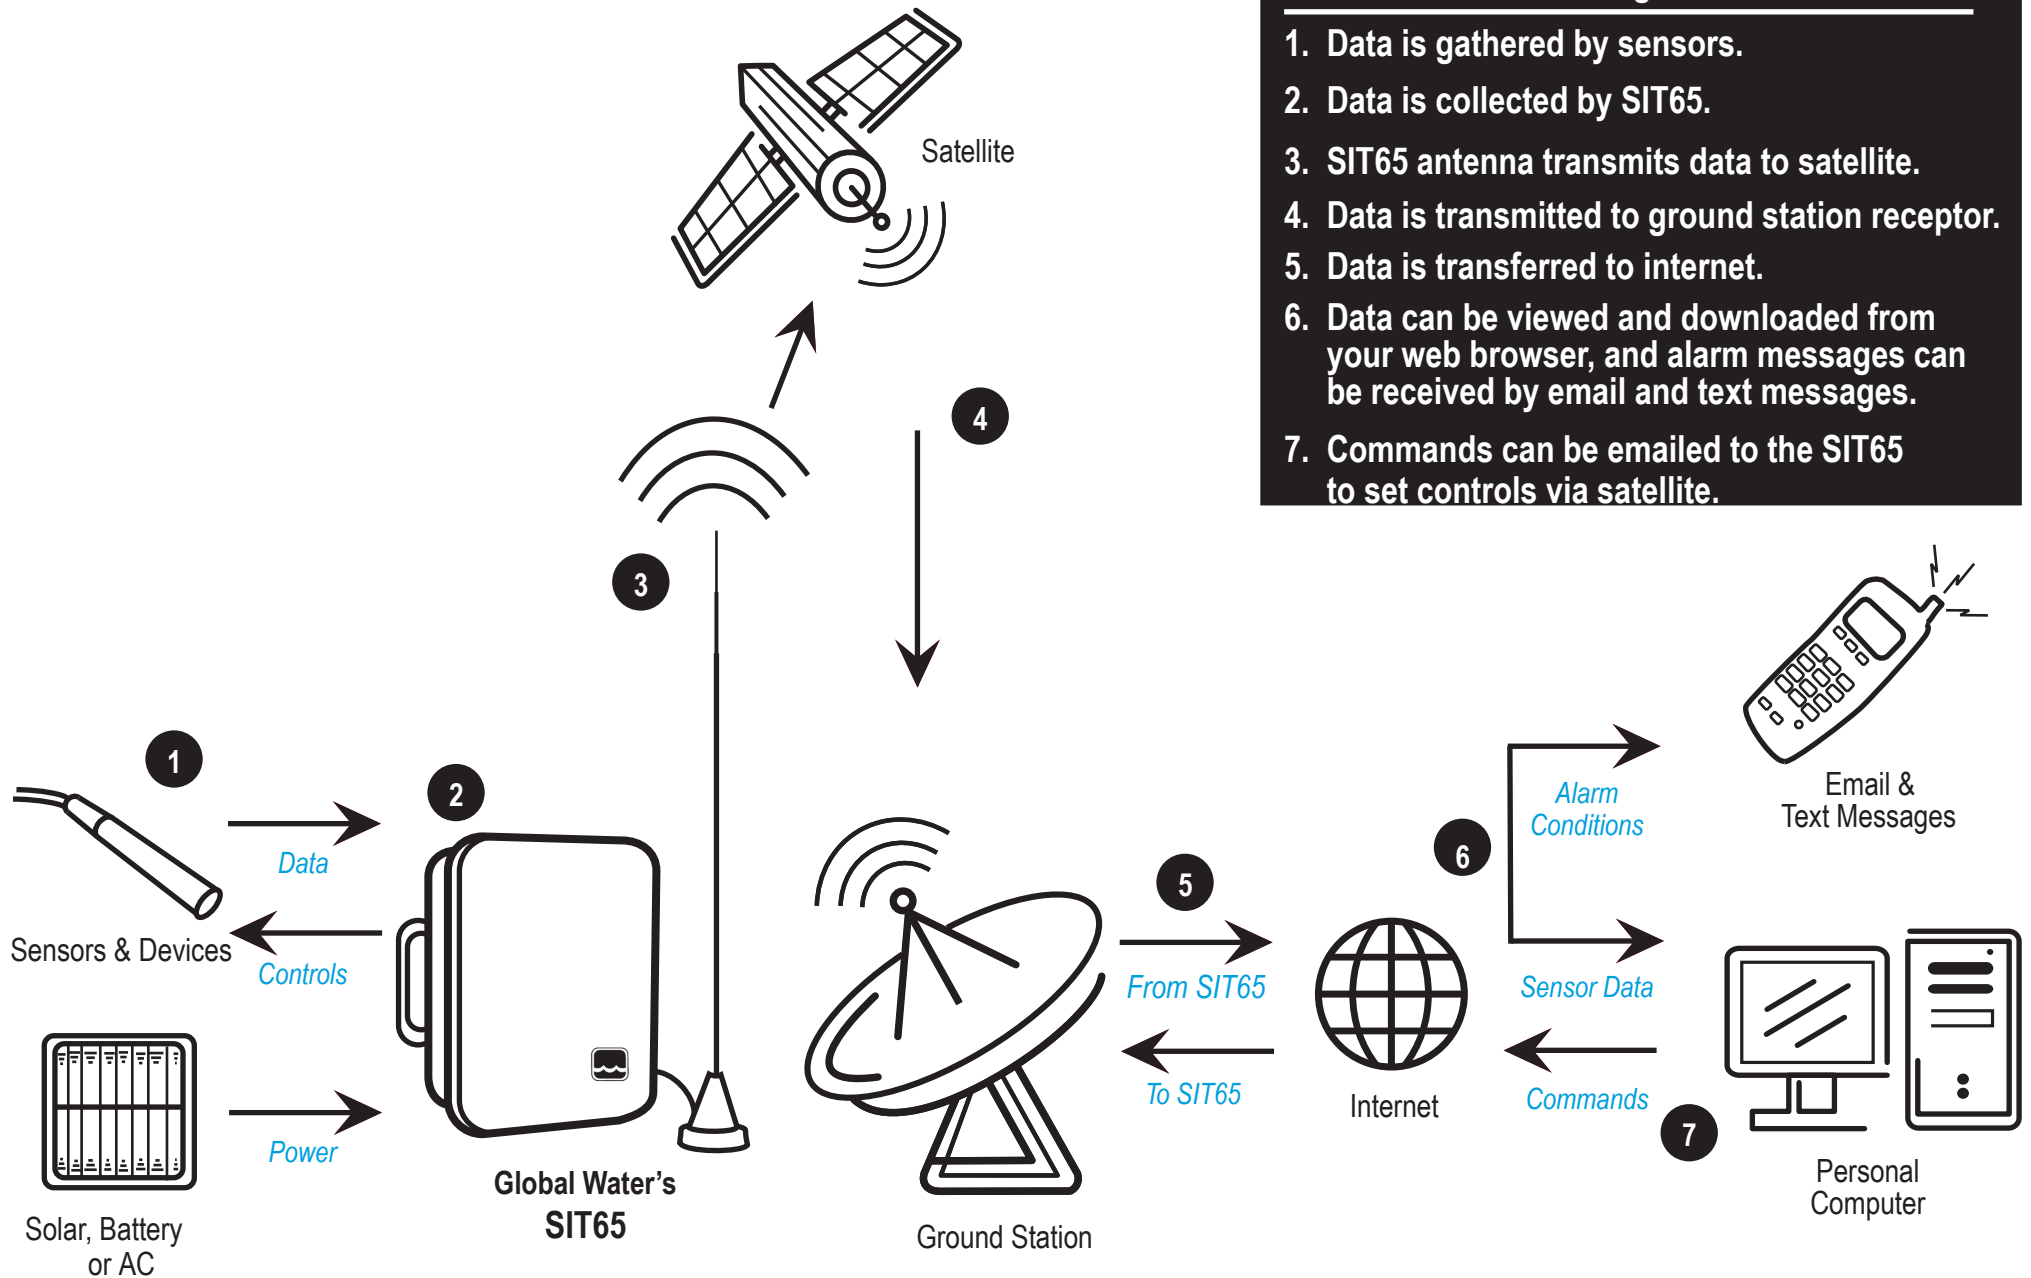 1. Data is gathered by sensors.
2. Data is collected by SIT65.
3. SIT65 antenna transmits data to satellite.
4. Data is transmitted to ground station receptor.
5. Data is transferred to internet.
6. Data can be viewed and downloaded from
your web browser, and alarm messages can
be received by email and text messages.
7. Commands can be emailed to the SIT65
to set controls via satellite.
Satellite
4
3
1
2
Data
Sensors & Devices
Controls
Power
Solar, Battery
or AC
Global Water's
SIT65
Ground Station
5
From SIT65
To SIT65
Internet
6
Alarm
Conditions
Email &
Text Messages
Sensor Data
Commands
7
Personal
Computer